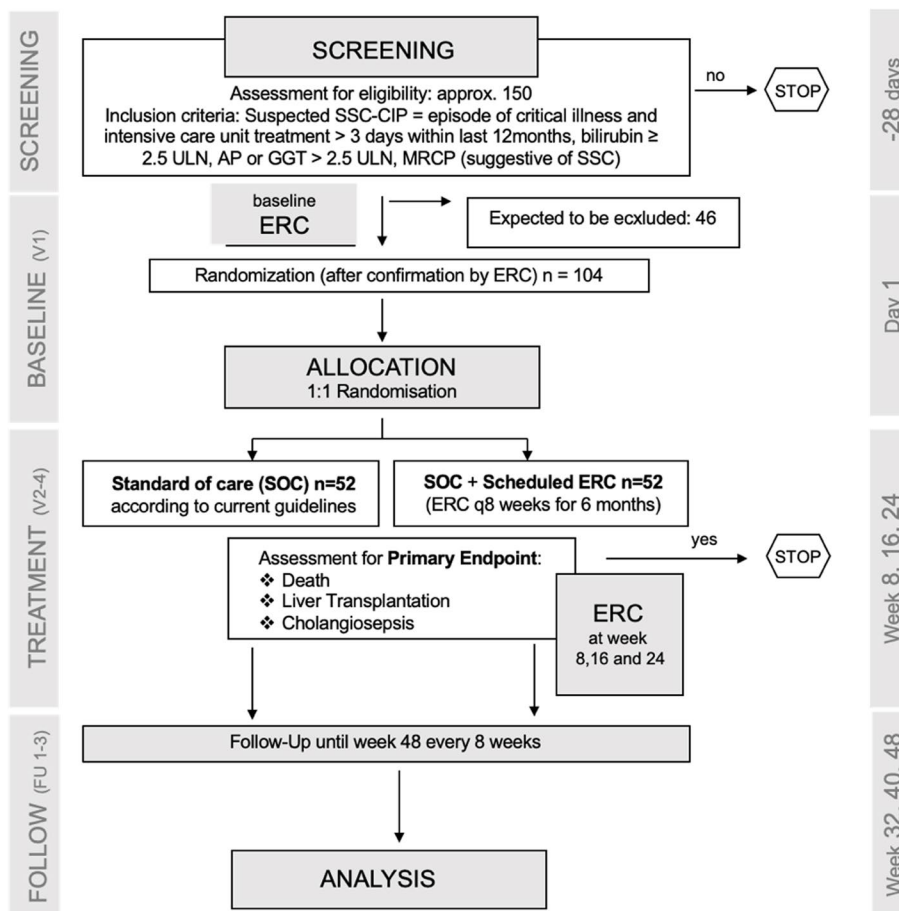 SCREENING
SCREENING
-28 days
Assessment for eligibility: approx. 150
Inclusion criteria: Suspected SSC-CIP = episode of critical illness and
intensive care unit treatment > 3 days within last 12months, bilirubin ≥
2.5 ULN, AP or GGT > 2.5 ULN, MRCP (suggestive of SSC)
no
STOP
BASELINE (V1)
Day 1
baseline
ERC
Expected to be ecxluded: 46
Randomization (after confirmation by ERC) n = 104
ALLOCATION
1:1 Randomisation
TREATMENT (V2-4)
Week 8, 16, 24
Standard of care (SOC) n=52
according to current guidelines
SOC + Scheduled ERC n=52
(ERC q8 weeks for 6 months)
Assessment for Primary Endpoint:
❖ Death
❖ Liver Transplantation
❖ Cholangiosepsis
yes
STOP
ERC
at week
8,16 and 24
FOLLOW (FU 1-3)
Week 32, 40, 48
Follow-Up until week 48 every 8 weeks
ANALYSIS